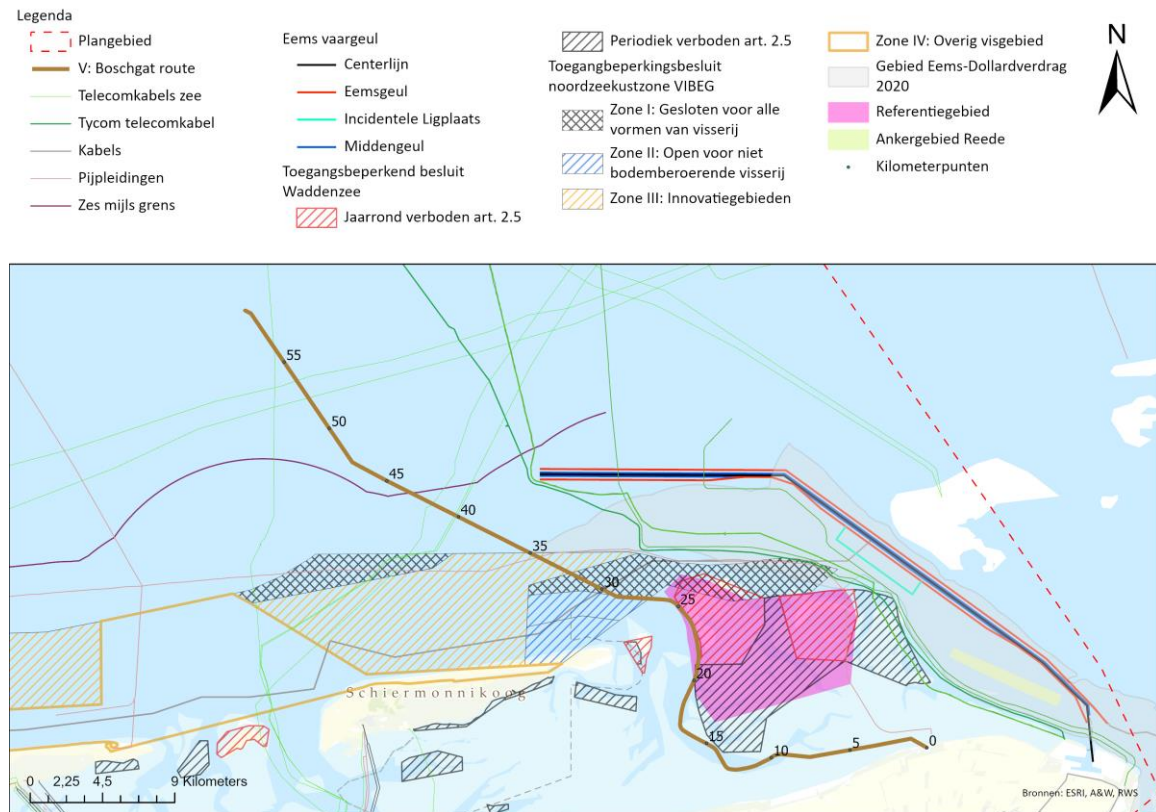 Legenda
Plangebied
V: Boschgat route
Telecomkabels zee
Tycom telecomkabel
Kabels
Pijpleidingen
Zes mijls grens
Eems vaargeul
Centerlijn
Eemsgeul
Incidentele Ligplaats
Middengeul
Toegangsbeperkend besluit
Waddenzee
Jaarrond verboden art. 2.5
Periodiek verboden art. 2.5
Toegangbeperkingsbesluit
noordzeekustzone VIBEG
Zone I: Gesloten voor alle
vormen van visserij
Zone II: Open voor niet
bodemberoerende visserij
Zone III: Innovatiegebieden
Zone IV: Overig visgebied
Gebied Eems-Dollardverdrag
2020
Referentiegebied
Ankergebied Reede
Kilometerpunten
N
55
50
45
40
35
30
25
20
15
10
5
0
Schiermonnikoog
0 2,25 4,5 9 Kilometers
Bronnen: ESRI, A&W, RWS